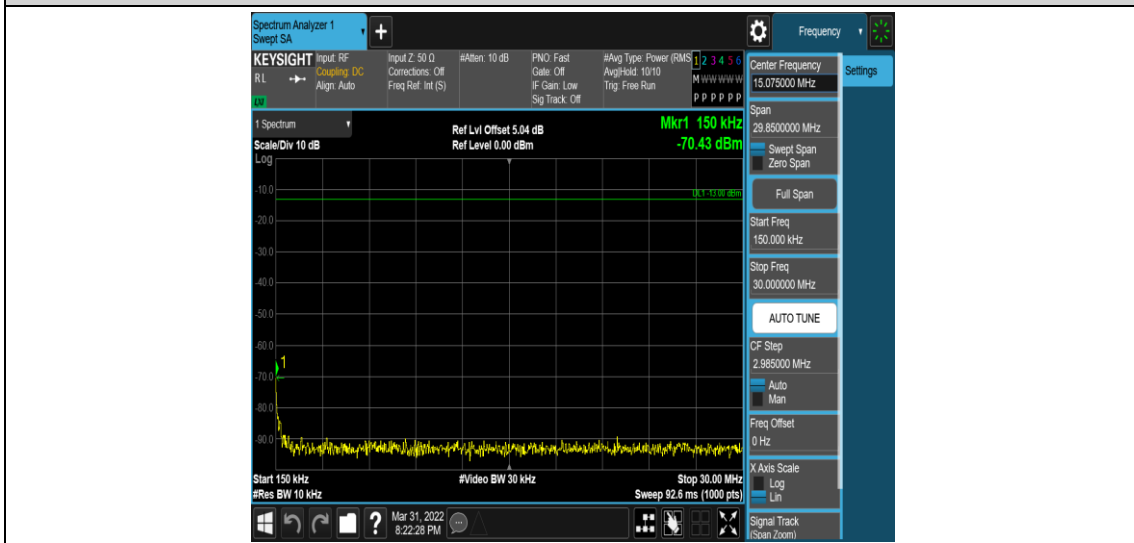 Spectrum Analyzer 1
Swept SA
+
Frequency
KEYSIGHT
RL
LXI
Input: RF
Coupling: DC
Align: Auto
Input Z: 50 Ω
Corrections: Off
Freq Ref: Int (S)
#Atten: 10 dB
PNO: Fast
Gate: Off
IF Gain: Low
Sig Track: Off
#Avg Type: Power (RMS
Avg|Hold: 10/10
Trig: Free Run
1 2 3 4 5 6
M W W W W W
P P P P P P
1 Spectrum
Scale/Div 10 dB
Log
Ref Lvl Offset 5.04 dB
Ref Level 0.00 dBm
Mkr1 150 kHz
-70.43 dBm
DL1 -13.00 dBm
-10.0
-20.0
-30.0
-40.0
-50.0
-60.0
1
-70.0
-80.0
-90.0
Start 150 kHz
#Res BW 10 kHz
#Video BW 30 kHz
Stop 30.00 MHz
Sweep 92.6 ms (1000 pts)
?
Mar 31, 2022
8:22:28 PM
Center Frequency
15.075000 MHz
Settings
Span
29.8500000 MHz
Swept Span
Zero Span
Full Span
Start Freq
150.000 kHz
Stop Freq
30.000000 MHz
AUTO TUNE
CF Step
2.985000 MHz
Auto
Man
Freq Offset
0 Hz
X Axis Scale
Log
Lin
Signal Track
(Span Zoom)